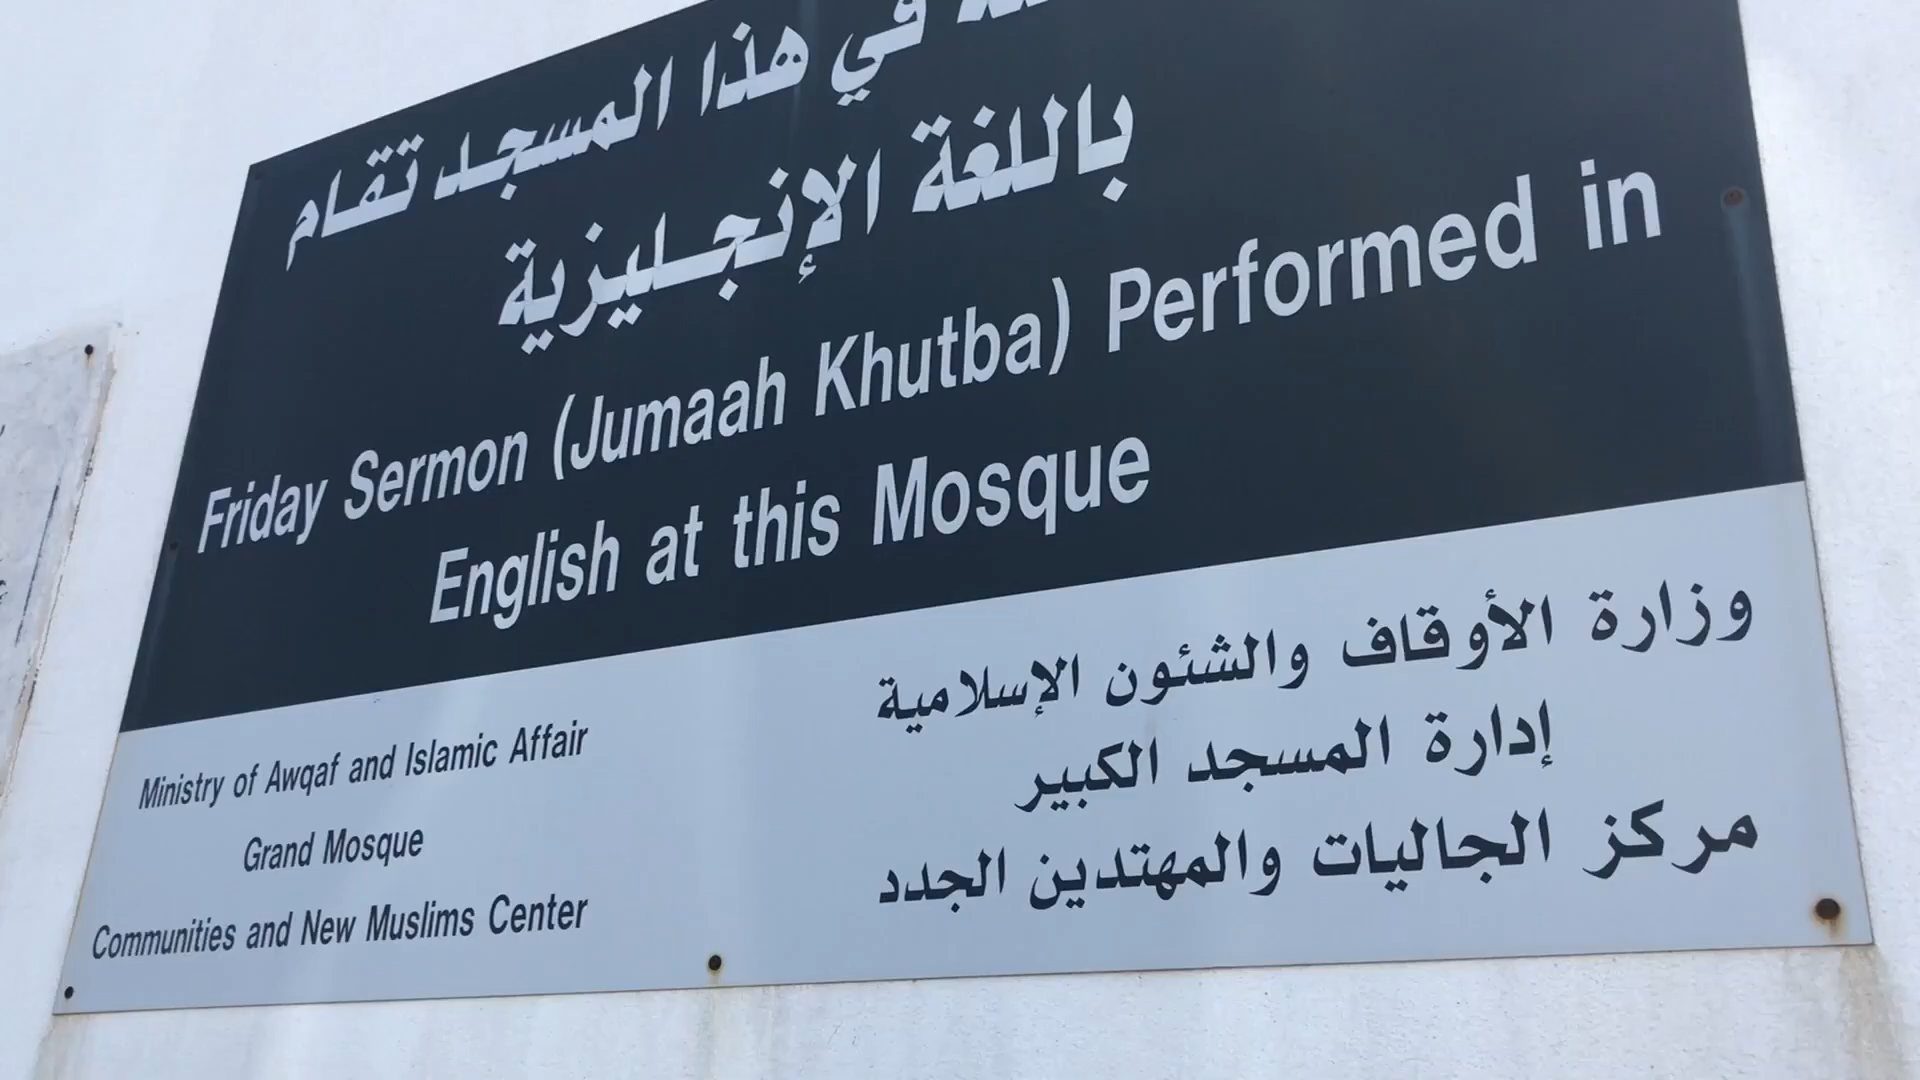 في هذا المسجد تقام
باللغة الإنجليزية
Friday Sermon (Jumaah Khutba) Performed in
English at this Mosque
وزارة الأوقاف والشئون الإسلامية
إدارة المسجد الكبير
مركز الجاليات والمهتدين الجدد
Ministry of Awqaf and Islamic Affair
Grand Mosque
Communities and New Muslims Center